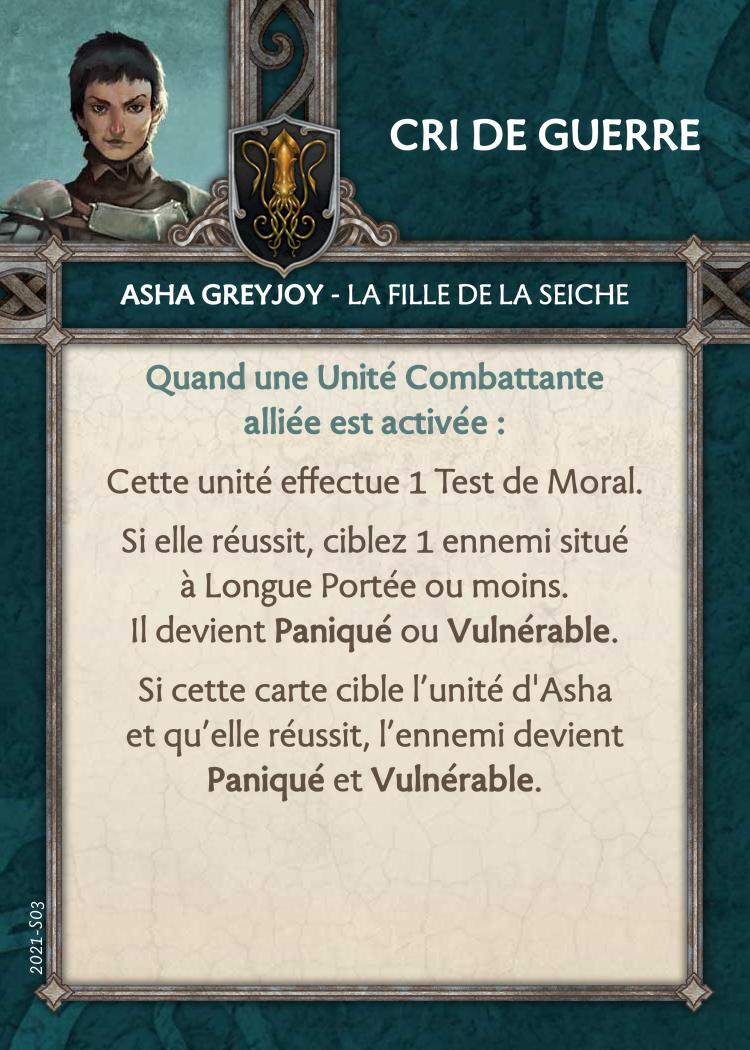 CRI DE GUERRE
ASHA GREYJOY - LA FILLE DE LA SEICHE
Quand une Unité Combattante
alliée est activée :
Cette unité effectue 1 Test de Moral.
Si elle réussit, ciblez 1 ennemi situé
à Longue Portée ou moins.
Il devient Paniqué ou Vulnérable.
Si cette carte cible l’unité d'Asha
et qu’elle réussit, l’ennemi devient
Paniqué et Vulnérable.
2021-S03